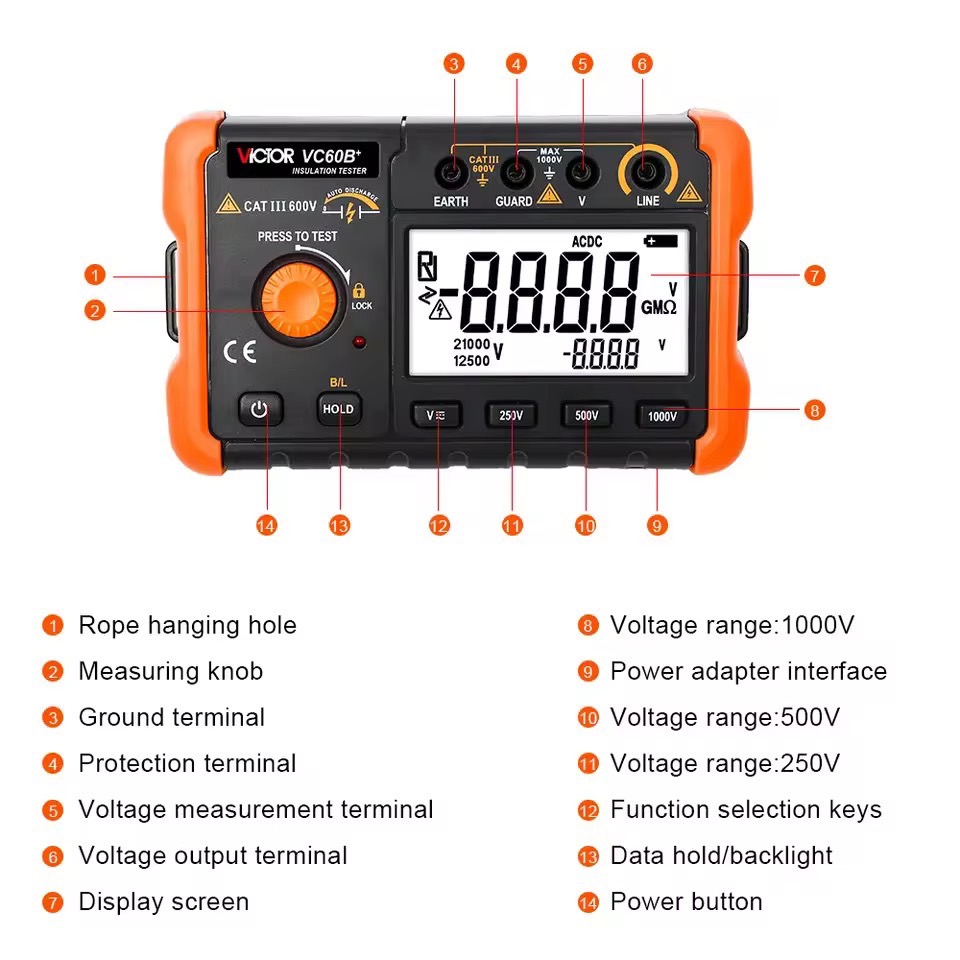 3 4 5 6
VICTOR VC60B+
INSULATION TESTER
CAT III 600V
AUTO DISCHARGE
0
PRESS TO TEST
LOCK
CE
B/L
HOLD
CAT III
600V
MAX
1000V
EARTH GUARD V LINE
ACDC
-8.8.8.8
V
GMΩ
21000
12500 V
-8.8.8.8 V
V 250V 500V 1000V
1
2
7
8
14 13 12 11 10 9
1 Rope hanging hole
2 Measuring knob
3 Ground terminal
4 Protection terminal
5 Voltage measurement terminal
6 Voltage output terminal
7 Display screen
8 Voltage range:1000V
9 Power adapter interface
10 Voltage range:500V
11 Voltage range:250V
12 Function selection keys
13 Data hold/backlight
14 Power button